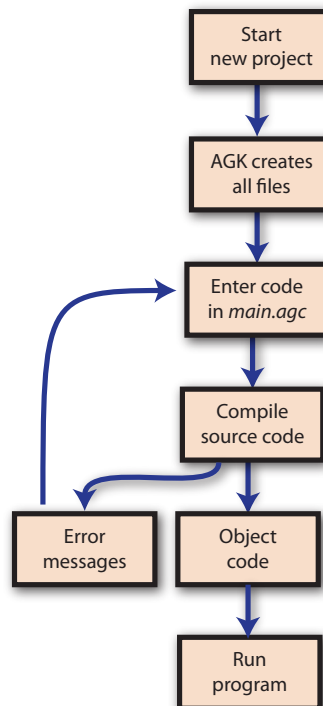 Start
new project
AGK creates
all files
Enter code
in main.agc
Compile
source code
Error
messages
Object
code
Run
program